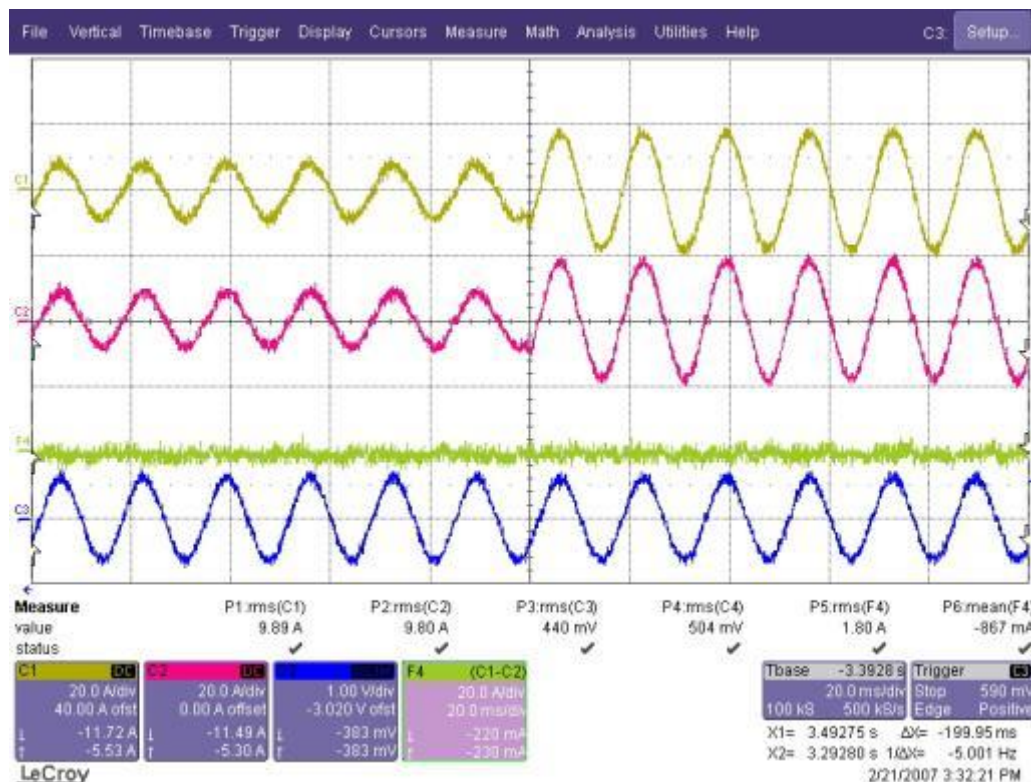 File Vertical Timebase Trigger Display Cursors Measure Math Analysis Utilities Help C3: Setup...
C1
C2
F4
C3
Measure P1:rms(C1) P2:rms(C2) P3:rms(C3) P4:rms(C4) P5:rms(F4) P6:mean(F4)
value 9.89 A 9.80 A 440 mV 504 mV 1.80 A -867 mA
status
C1 DC C2 DC F4 (C1-C2) Tbase -3.3928 s Trigger C3
20.0 A/div 20.0 A/div 1.00 V/div 20.0 A/div 20.0 ms/div Stop 590 mV
40.00 A ofst 0.00 A offset -3.020 V ofst 20.0 ms/div 100 kS 500 kS/s Edge Positive
-11.72 A -11.49 A -383 mV -220 mA X1= 3.49275 s ΔX= -199.95 ms
-5.53 A -5.30 A -383 mV -230 mA X2= 3.29280 s 1/ΔX= -5.001 Hz
LeCroy 2/21/2007 3:32:21 PM